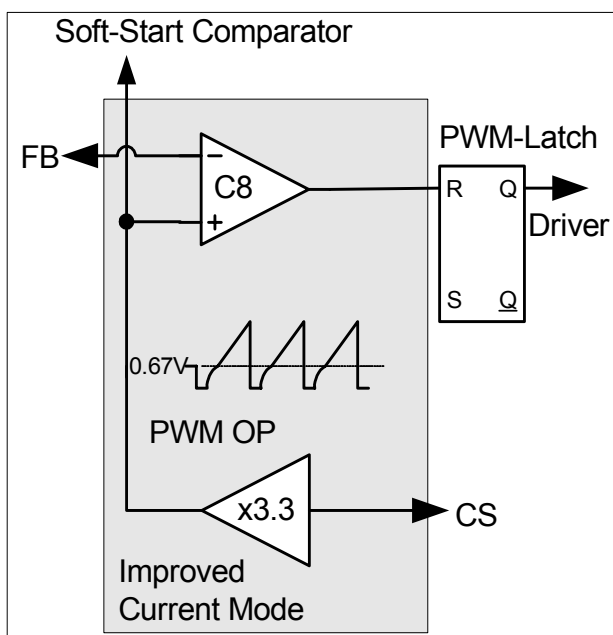 Soft-Start Comparator
FB
PWM-Latch
−
C8
+
R Q
Driver
S Q
0.67V
PWM OP
x3.3
CS
Improved
Current Mode